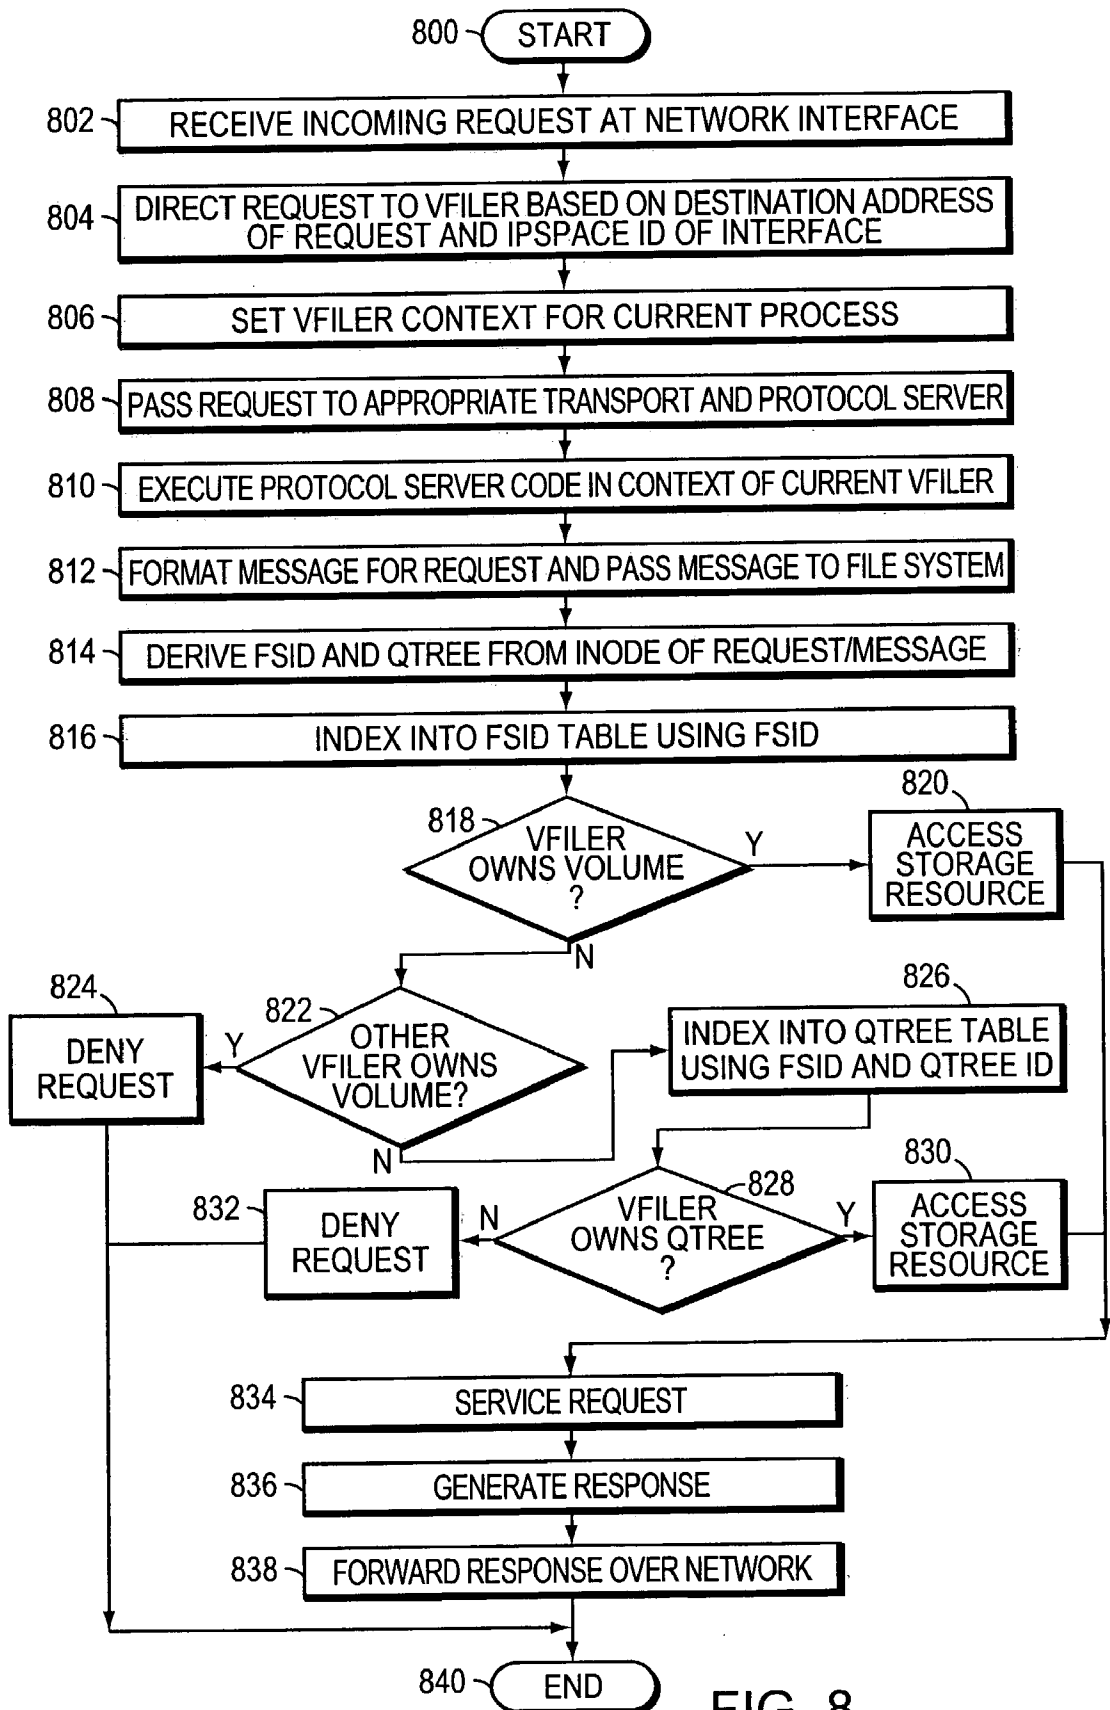 800
START
802
RECEIVE INCOMING REQUEST AT NETWORK INTERFACE
804
DIRECT REQUEST TO VFILER BASED ON DESTINATION ADDRESS
OF REQUEST AND IPSPACE ID OF INTERFACE
806
SET VFILER CONTEXT FOR CURRENT PROCESS
808
PASS REQUEST TO APPROPRIATE TRANSPORT AND PROTOCOL SERVER
810
EXECUTE PROTOCOL SERVER CODE IN CONTEXT OF CURRENT VFILER
812
FORMAT MESSAGE FOR REQUEST AND PASS MESSAGE TO FILE SYSTEM
814
DERIVE FSID AND QTREE FROM INODE OF REQUEST/MESSAGE
816
INDEX INTO FSID TABLE USING FSID
818
VFILER
OWNS VOLUME
?
Y
N
820
ACCESS
STORAGE
RESOURCE
822
OTHER
VFILER OWNS
VOLUME?
Y
N
824
DENY
REQUEST
826
INDEX INTO QTREE TABLE
USING FSID AND QTREE ID
828
VFILER
OWNS QTREE
?
N
Y
830
ACCESS
STORAGE
RESOURCE
832
DENY
REQUEST
834
SERVICE REQUEST
836
GENERATE RESPONSE
838
FORWARD RESPONSE OVER NETWORK
840
END
FIG. 8